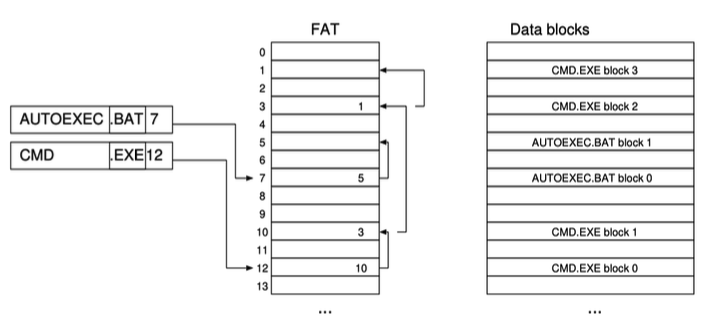 FAT
Data blocks
0
1
CMD.EXE block 3
2
3
1
CMD.EXE block 2
AUTOEXEC .BAT 7
4
5
AUTOEXEC.BAT block 1
CMD .EXE 12
6
7
5
AUTOEXEC.BAT block 0
8
9
10
3
CMD.EXE block 1
11
12
10
CMD.EXE block 0
13
...
...